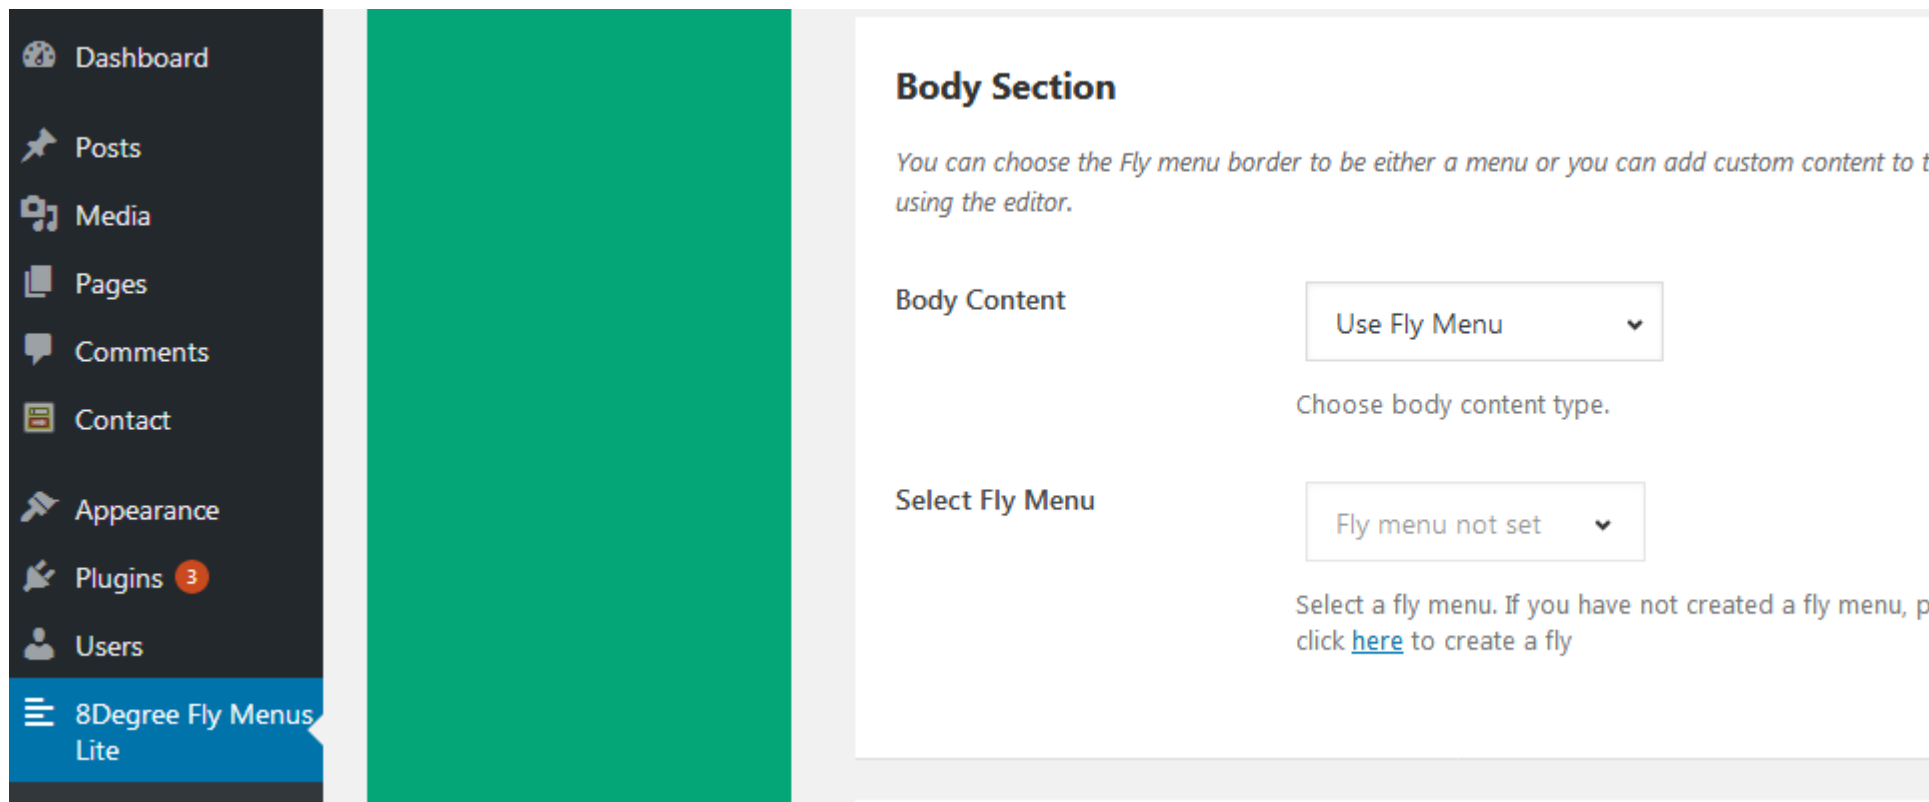 Dashboard
Posts
Media
Pages
Comments
Contact
Appearance
Plugins 3
Users
8Degree Fly Menus
Lite
Body Section
You can choose the Fly menu border to be either a menu or you can add custom content to
using the editor.
Body Content
Use Fly Menu
Choose body content type.
Select Fly Menu
Fly menu not set
Select a fly menu. If you have not created a fly menu,
click here to create a fly